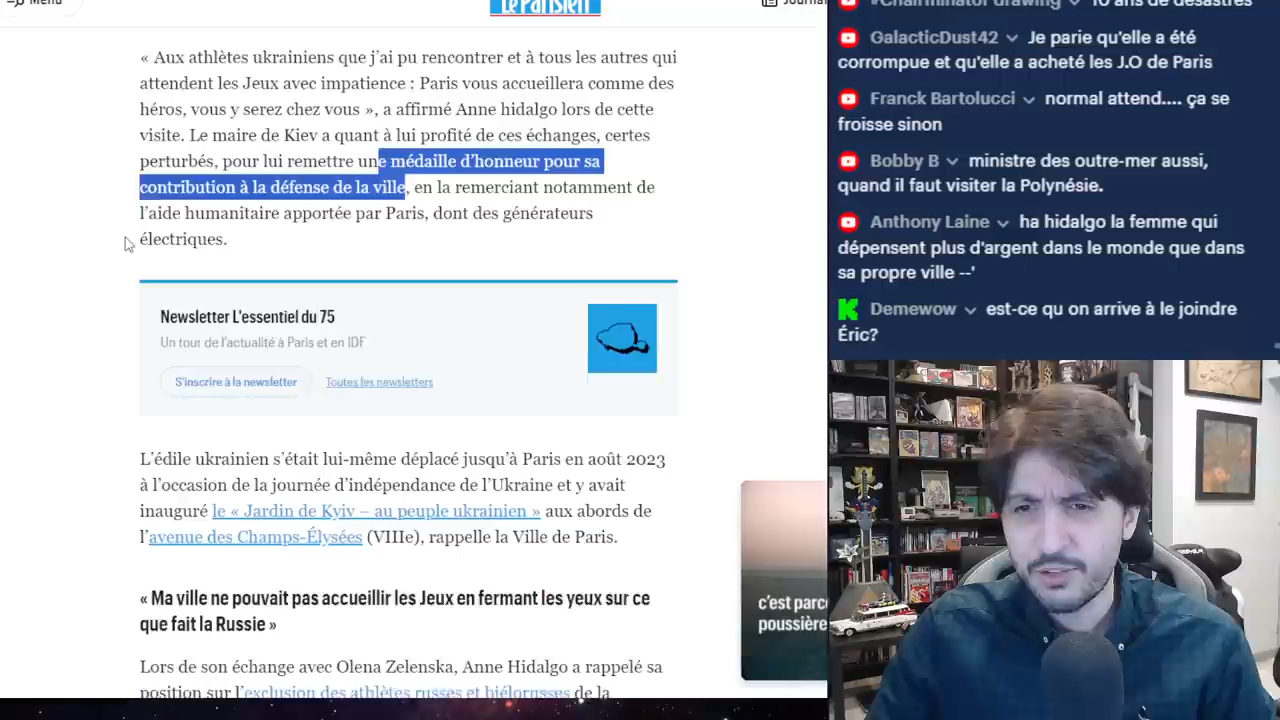 Menu
Le Parisien
Journal
« Aux athlètes ukrainiens que j'ai pu rencontrer et à tous les autres qui
attendent les Jeux avec impatience : Paris vous accueillera comme des
héros, vous y serez chez vous », a affirmé Anne hidalgo lors de cette
visite. Le maire de Kiev a quant à lui profité de ces échanges, certes
perturbés, pour lui remettre une médaille d'honneur pour sa
contribution à la défense de la ville, en la remerciant notamment de
l'aide humanitaire apportée par Paris, dont des générateurs
électriques.
Newsletter L'essentiel du 75
Un tour de l'actualité à Paris et en IDF
S'inscrire à la newsletter Toutes les newsletters
L'édile ukrainien s'était lui-même déplacé jusqu'à Paris en août 2023
à l'occasion de la journée d'indépendance de l'Ukraine et y avait
inauguré le « Jardin de Kyiv – au peuple ukrainien » aux abords de
l'avenue des Champs-Élysées (VIIIe), rappelle la Ville de Paris.
« Ma ville ne pouvait pas accueillir les Jeux en fermant les yeux sur ce
que fait la Russie »
Lors de son échange avec Olena Zelenska, Anne Hidalgo a rappelé sa
position sur l'exclusion des athlètes russes et biélorusses de la
c'est parc
poussière
#Chairminator drawing 10 ans de désastres
GalacticDust42 Je parie qu'elle a été
corrompue et qu'elle a acheté les J.O de Paris
Franck Bartolucci normal attend.... ça se
froisse sinon
Bobby B ministre des outre-mer aussi,
quand il faut visiter la Polynésie.
Anthony Laine ha hidalgo la femme qui
dépensent plus d'argent dans le monde que dans
sa propre ville --'
Demewow est-ce qu on arrive à le joindre
Éric?